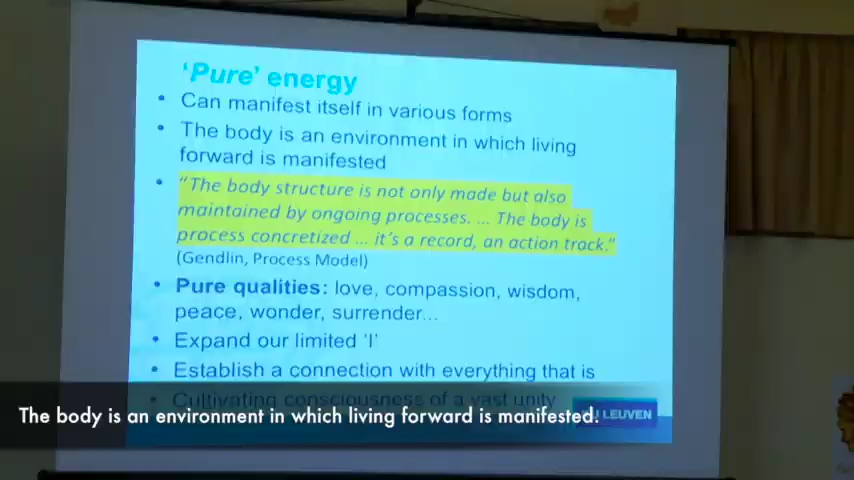 'Pure' energy
• Can manifest itself in various forms
• The body is an environment in which living
forward is manifested
• "The body structure is not only made but also
maintained by ongoing processes. ... The body is
process concretized ... it's a record, an action track."
(Gendlin, Process Model)
• Pure qualities: love, compassion, wisdom,
peace, wonder, surrender...
• Expand our limited 'I'
• Establish a connection with everything that is
• Cultivating consciousness of a vast unity
LEUVEN
The body is an environment in which living forward is manifested.